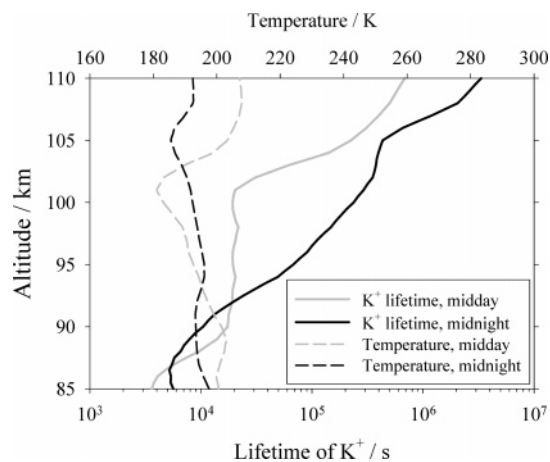 Temperature / K
160 180 200 220 240 260 280 300
110
105
100
95
90
85
Altitude / km
K⁺ lifetime, midday
K⁺ lifetime, midnight
Temperature, midday
Temperature, midnight
10³ 10⁴ 10⁵ 10⁶ 10⁷
Lifetime of K⁺ / s